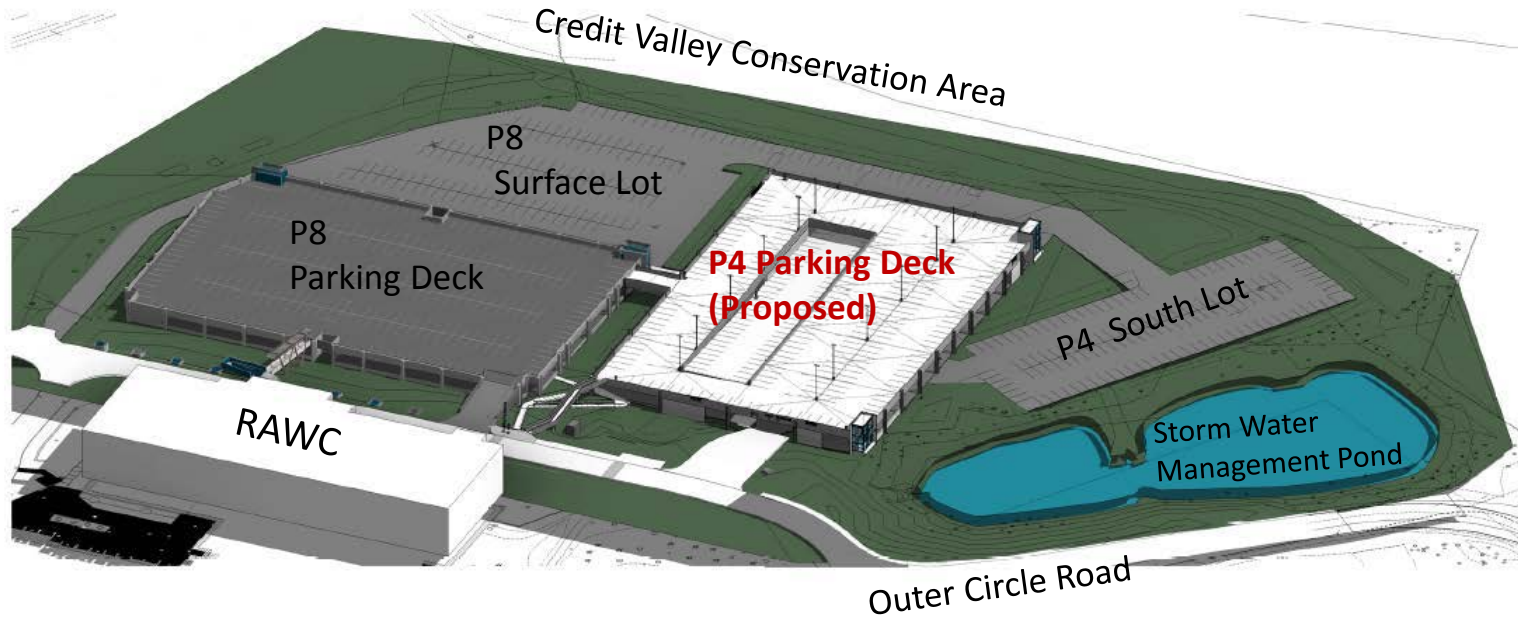 Credit Valley Conservation Area
P8
Surface Lot
P8
Parking Deck
P4 Parking Deck
(Proposed)
P4 South Lot
RAWC
Storm Water
Management Pond
Outer Circle Road